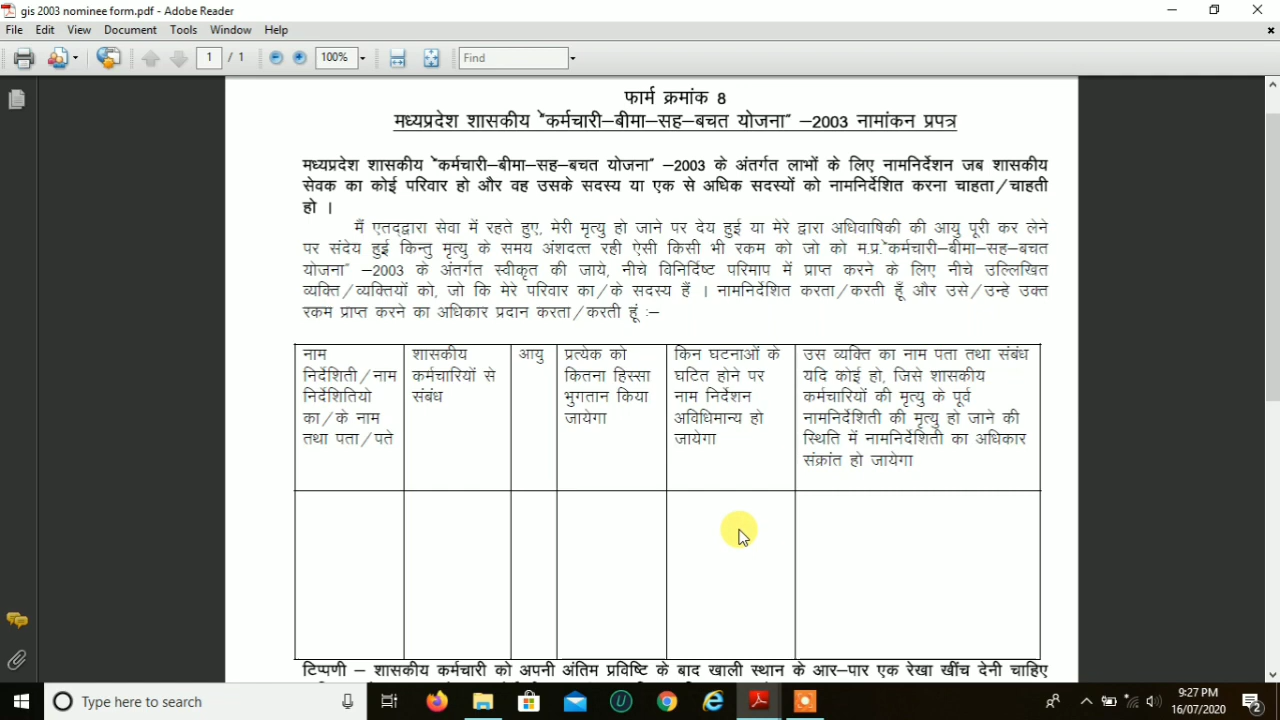 gis 2003 nominee form.pdf - Adobe Reader
File Edit View Document Tools Window Help
1 / 1 100% Find
फार्म क्रमांक 8
मध्यप्रदेश शासकीय "कर्मचारी–बीमा–सह–बचत योजना" –2003 नामांकन प्रपत्र
मध्यप्रदेश शासकीय "कर्मचारी–बीमा–सह–बचत योजना" –2003 के अंतर्गत लाभों के लिए नामनिर्देशन जब शासकीय
सेवक का कोई परिवार हो और वह उसके सदस्य या एक से अधिक सदस्यों को नामनिर्देशित करना चाहता/चाहती
हो ।
मैं एतद्द्वारा सेवा में रहते हुए, मेरी मृत्यु हो जाने पर देय हुई या मेरे द्वारा अधिवार्षिकी की आयु पूरी कर लेने
पर संदेय हुई किन्तु मृत्यु के समय अंशदत्त रही ऐसी किसी भी रकम को जो को म.प्र."कर्मचारी–बीमा–सह–बचत
योजना" –2003 के अंतर्गत स्वीकृत की जाये, नीचे विनिर्दिष्ट परिमाप में प्राप्त करने के लिए नीचे उल्लिखित
व्यक्ति/व्यक्तियों को, जो कि मेरे परिवार का/के सदस्य हैं । नामनिर्देशित करता/करती हूँ और उसे/उन्हे उक्त
रकम प्राप्त करने का अधिकार प्रदान करता/करती हूं :–
नाम
निर्देशिती/नाम
निर्देशितियो
का/के नाम
तथा पता/पते
शासकीय
कर्मचारियों से
संबंध
आयु
प्रत्येक को
कितना हिस्सा
भुगतान किया
जायेगा
किन घटनाओं के
घटित होने पर
नाम निर्देशन
अविधिमान्य हो
जायेगा
उस व्यक्ति का नाम पता तथा संबंध
यदि कोई हो, जिसे शासकीय
कर्मचारियों की मृत्यु के पूर्व
नामनिर्देशिती की मृत्यु हो जाने की
स्थिति में नामनिर्देशिती का अधिकार
संक्रांत हो जायेगा
टिप्पणी – शासकीय कर्मचारी को अपनी अंतिम प्रविष्टि के बाद खाली स्थान के आर–पार एक रेखा खींच देनी चाहिए
Type here to search
9:27 PM
16/07/2020
2